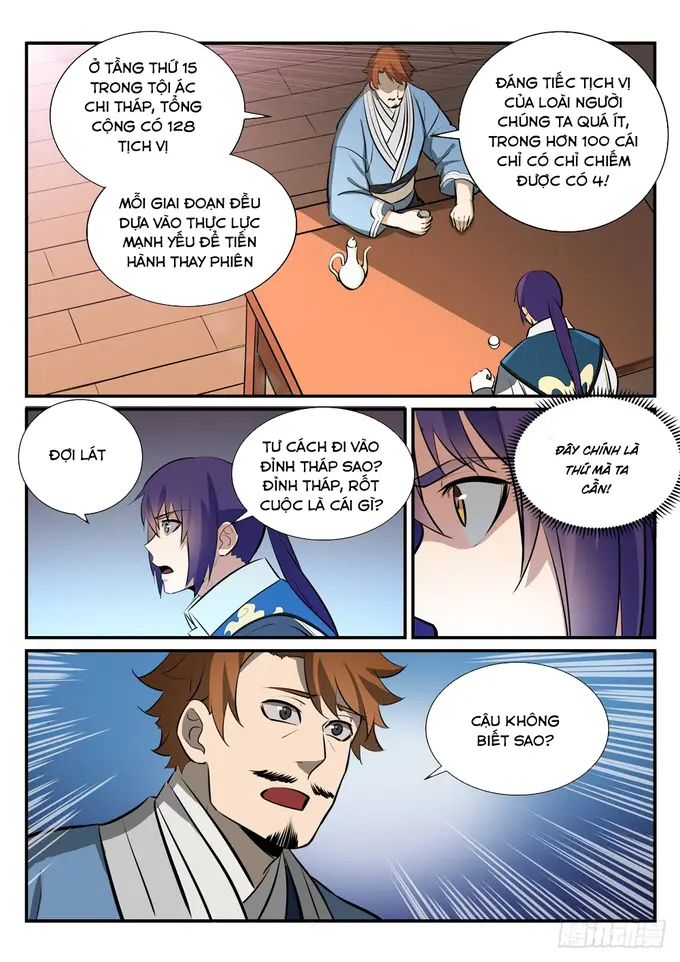 Ở TẦNG THỨ 15
TRONG TỘI ÁC
CHI THÁP, TỔNG
CỘNG CÓ 128
TỊCH VỊ
ĐÁNG TIẾC TỊCH VỊ
CỦA LOÀI NGƯỜI
CHÚNG TA QUÁ ÍT,
TRONG HƠN 100 CÁI
CHỈ CÓ CHỈ CHIẾM
ĐƯỢC CÓ 4!
MỖI GIAI ĐOẠN ĐỀU
DỰA VÀO THỰC LỰC
MẠNH YẾU ĐỂ TIẾN
HÀNH THAY PHIÊN
ĐỢI LÁT
TƯ CÁCH ĐI VÀO
ĐỈNH THÁP SAO?
ĐỈNH THÁP, RỐT
CUỘC LÀ CÁI GÌ?
ĐÂY CHÍNH LÀ
THỨ MÀ TA
CẦN!
CẬU KHÔNG
BIẾT SAO?
腾讯动漫